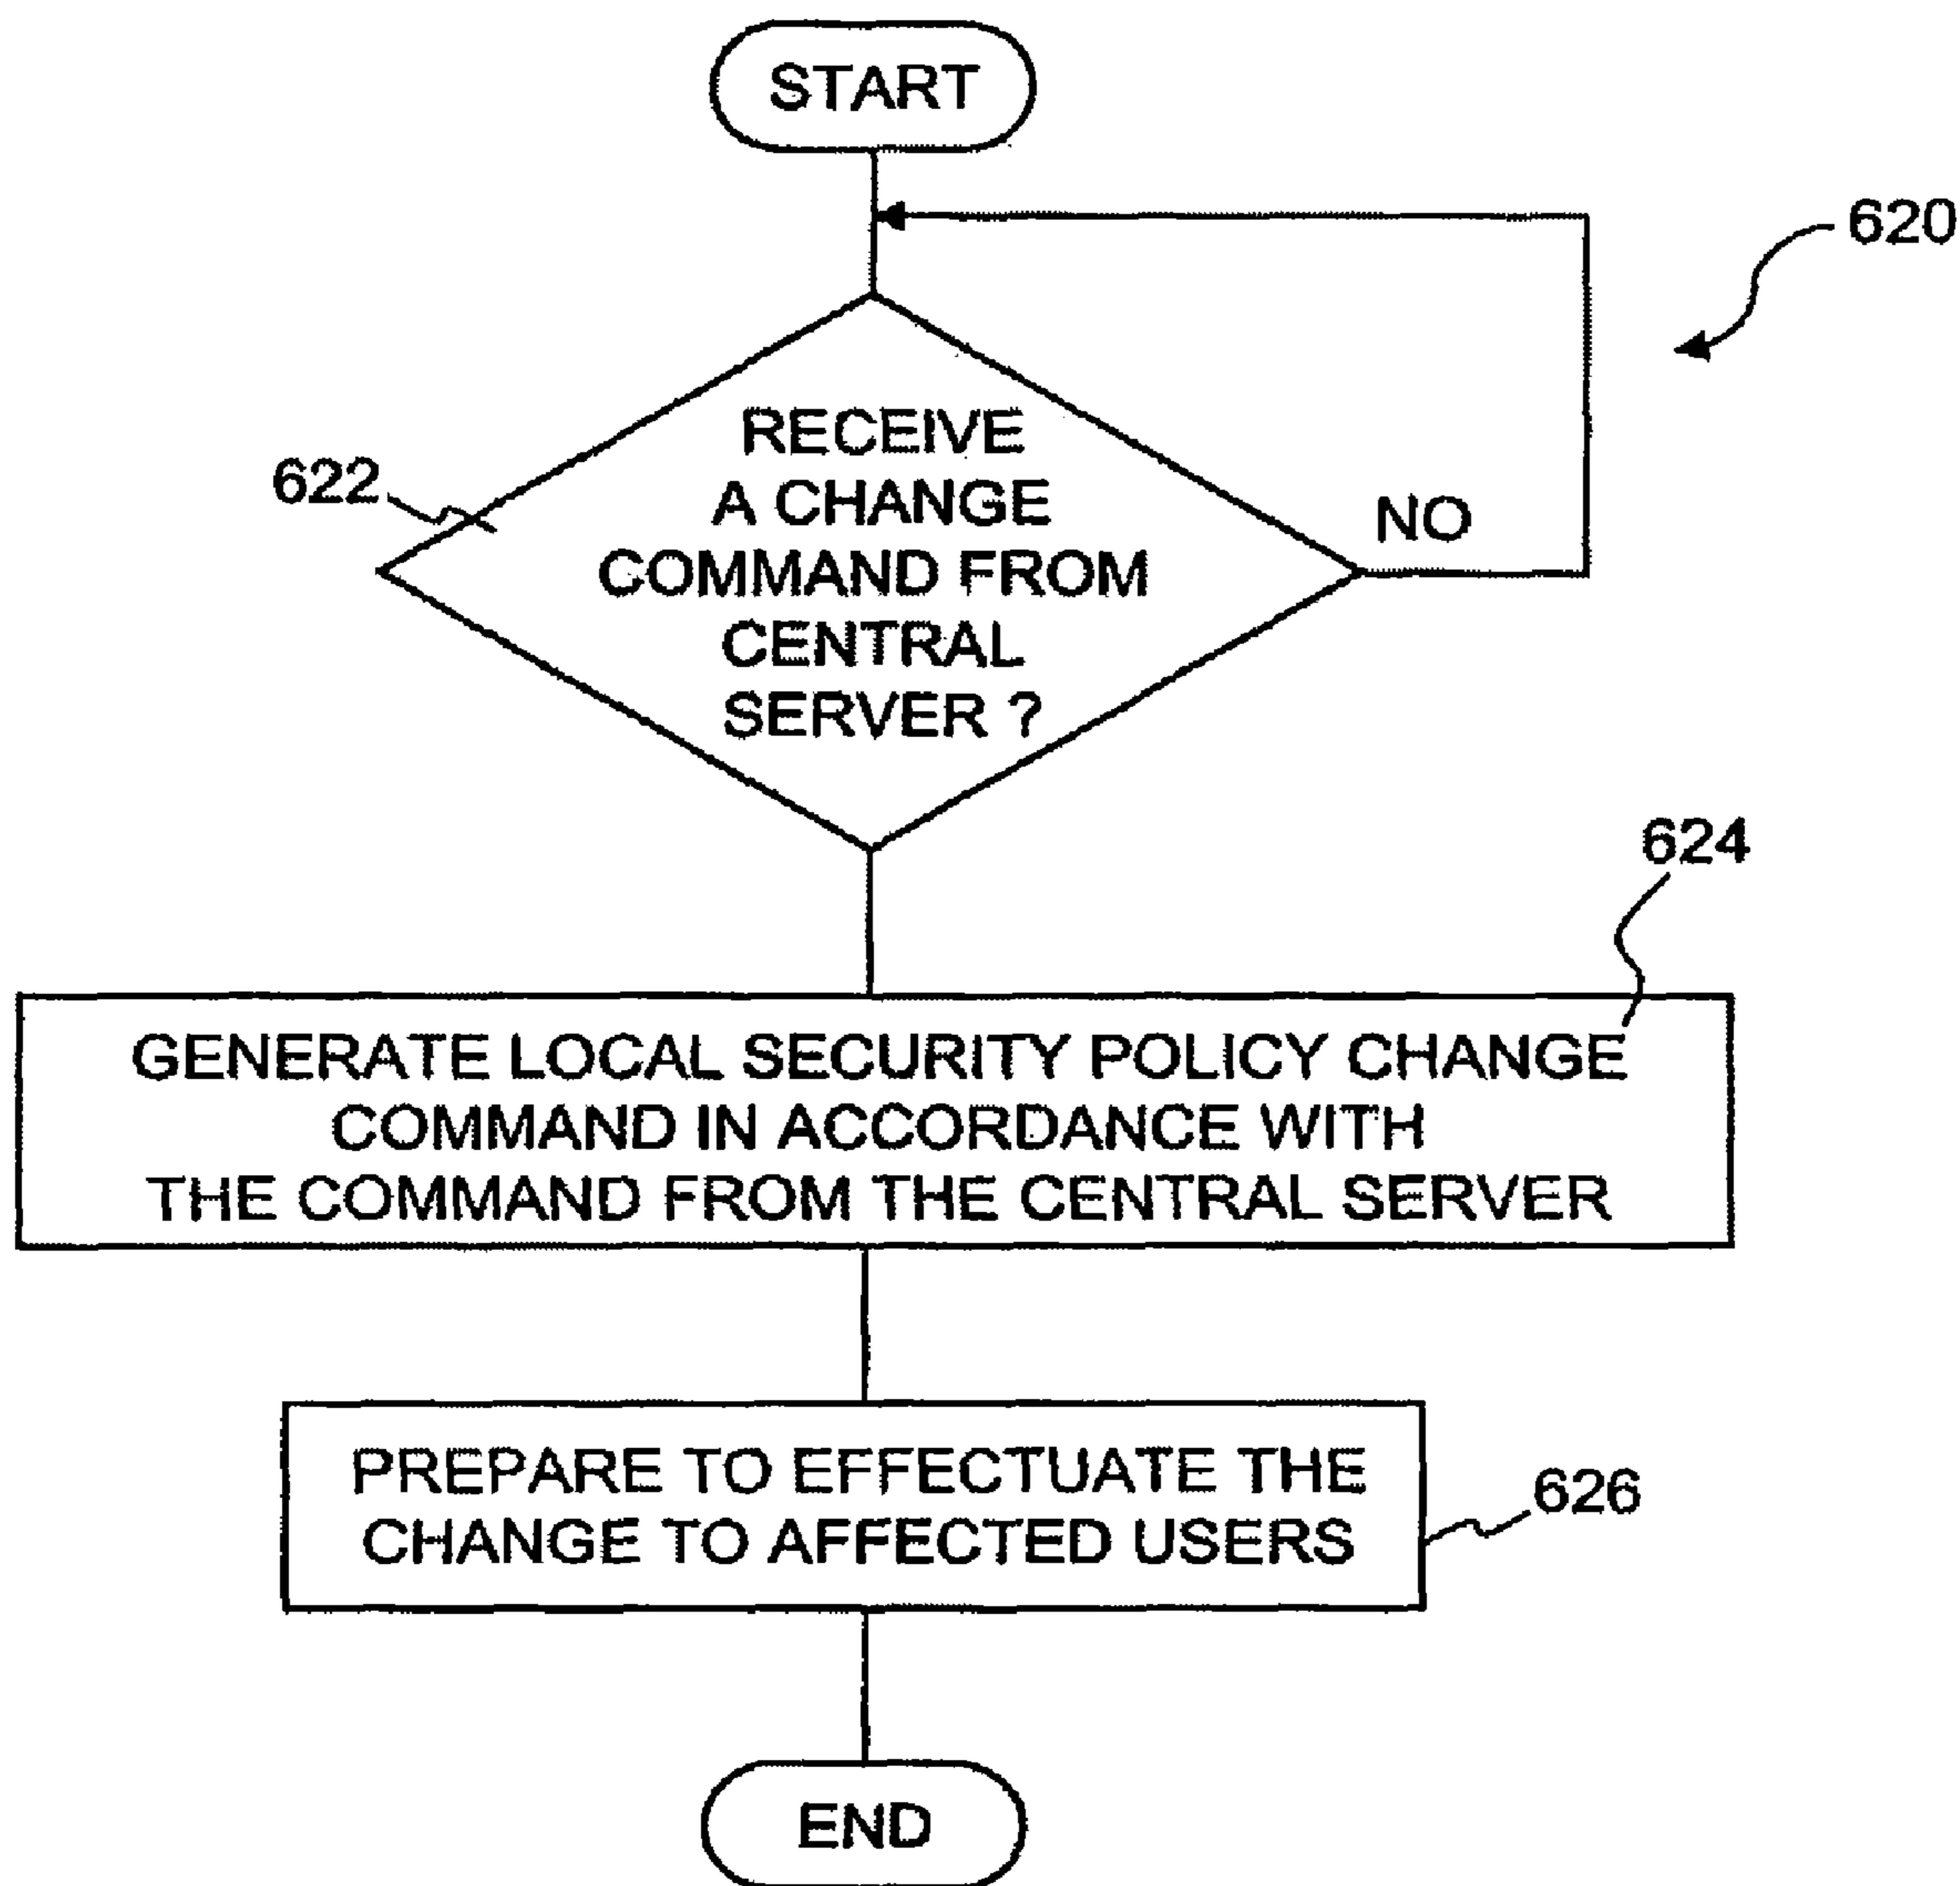 START
620
RECEIVE
A CHANGE
COMMAND FROM
CENTRAL
SERVER ?
622
NO
624
GENERATE LOCAL SECURITY POLICY CHANGE
COMMAND IN ACCORDANCE WITH
THE COMMAND FROM THE CENTRAL SERVER
PREPARE TO EFFECTUATE THE
CHANGE TO AFFECTED USERS
626
END